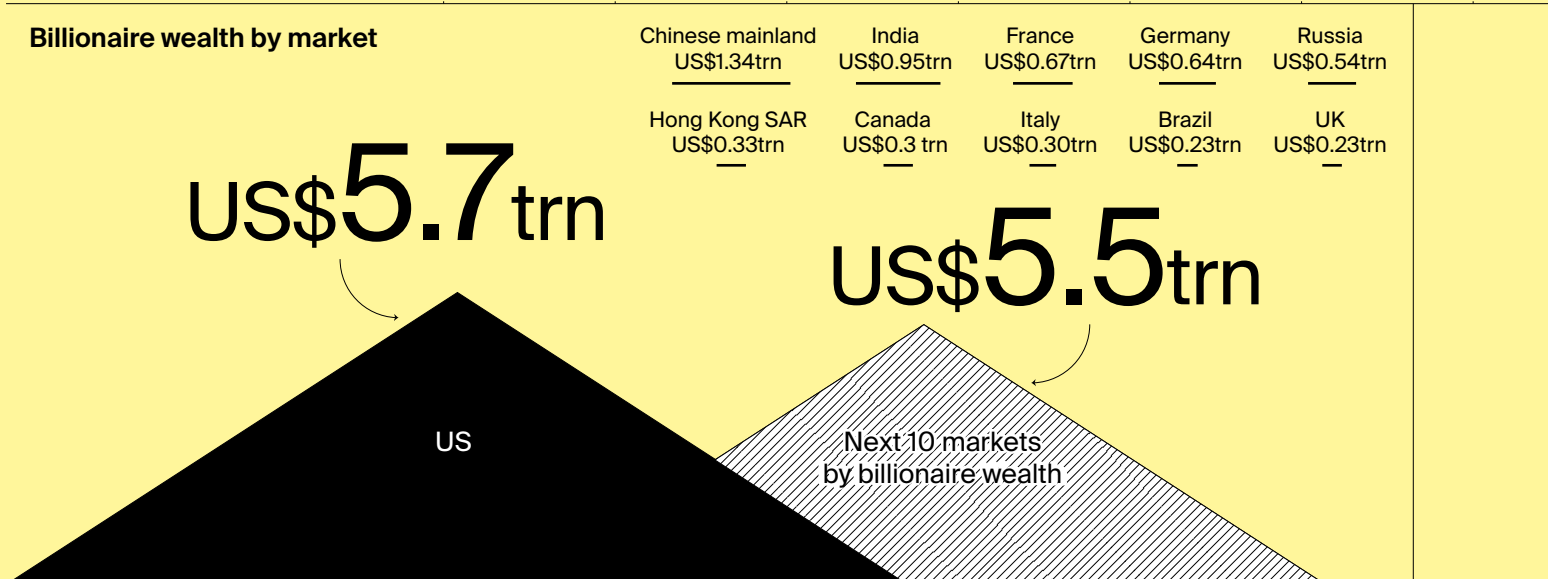 Billionaire wealth by market
Chinese mainland
US$1.34trn
India
US$0.95trn
France
US$0.67trn
Germany
US$0.64trn
Russia
US$0.54trn
Hong Kong SAR
US$0.33trn
Canada
US$0.3 trn
Italy
US$0.30trn
Brazil
US$0.23trn
UK
US$0.23trn
US$5.7trn
US$5.5trn
US
Next 10 markets
by billionaire wealth